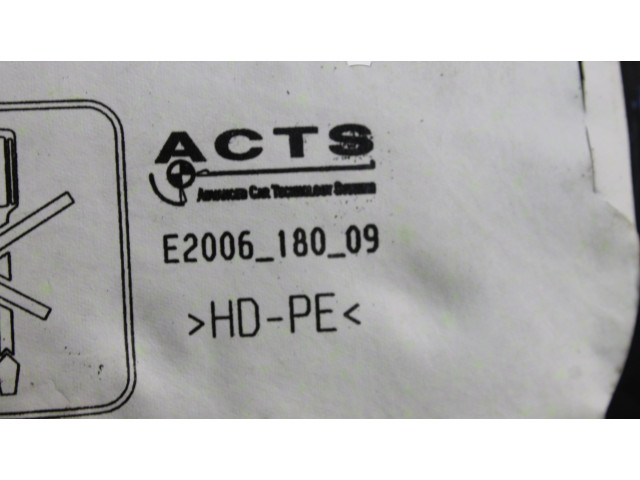 ACTS
ADVANCED CAR TECHNOLOGY SYSTEMS
E2006_180_09
>HD-PE<